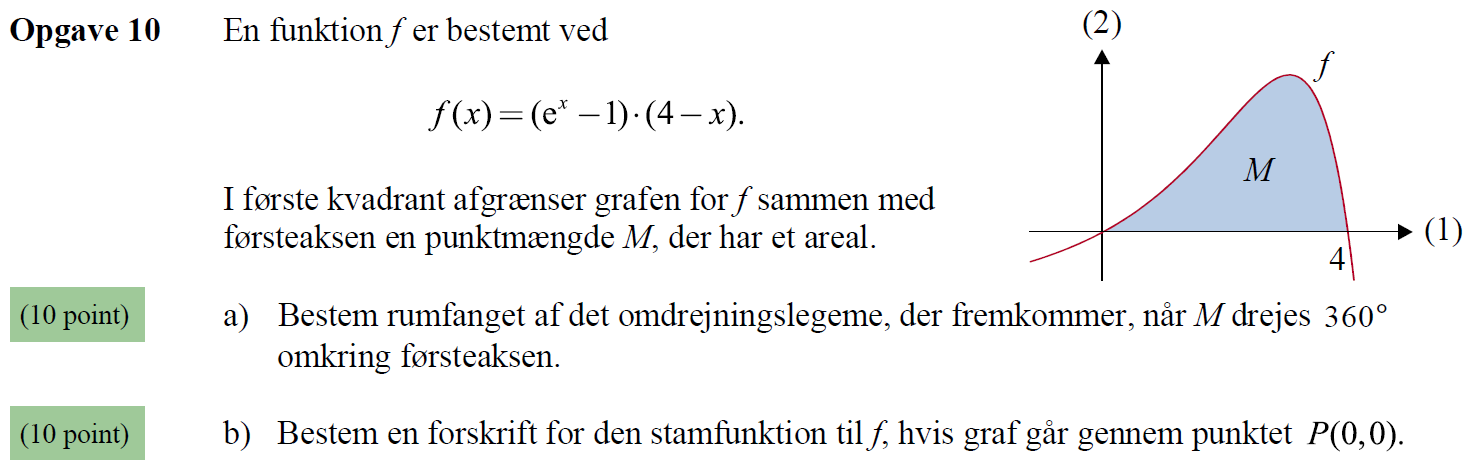 Opgave 10 En funktion f er bestemt ved
f(x) = (eˣ − 1) · (4 − x).
I første kvadrant afgrænser grafen for f sammen med
førsteaksen en punktmængde M, der har et areal.
(2)
f
M
(1)
4
(10 point) a) Bestem rumfanget af det omdrejningslegeme, der fremkommer, når M drejes 360°
omkring førsteaksen.
(10 point) b) Bestem en forskrift for den stamfunktion til f, hvis graf går gennem punktet P(0,0).